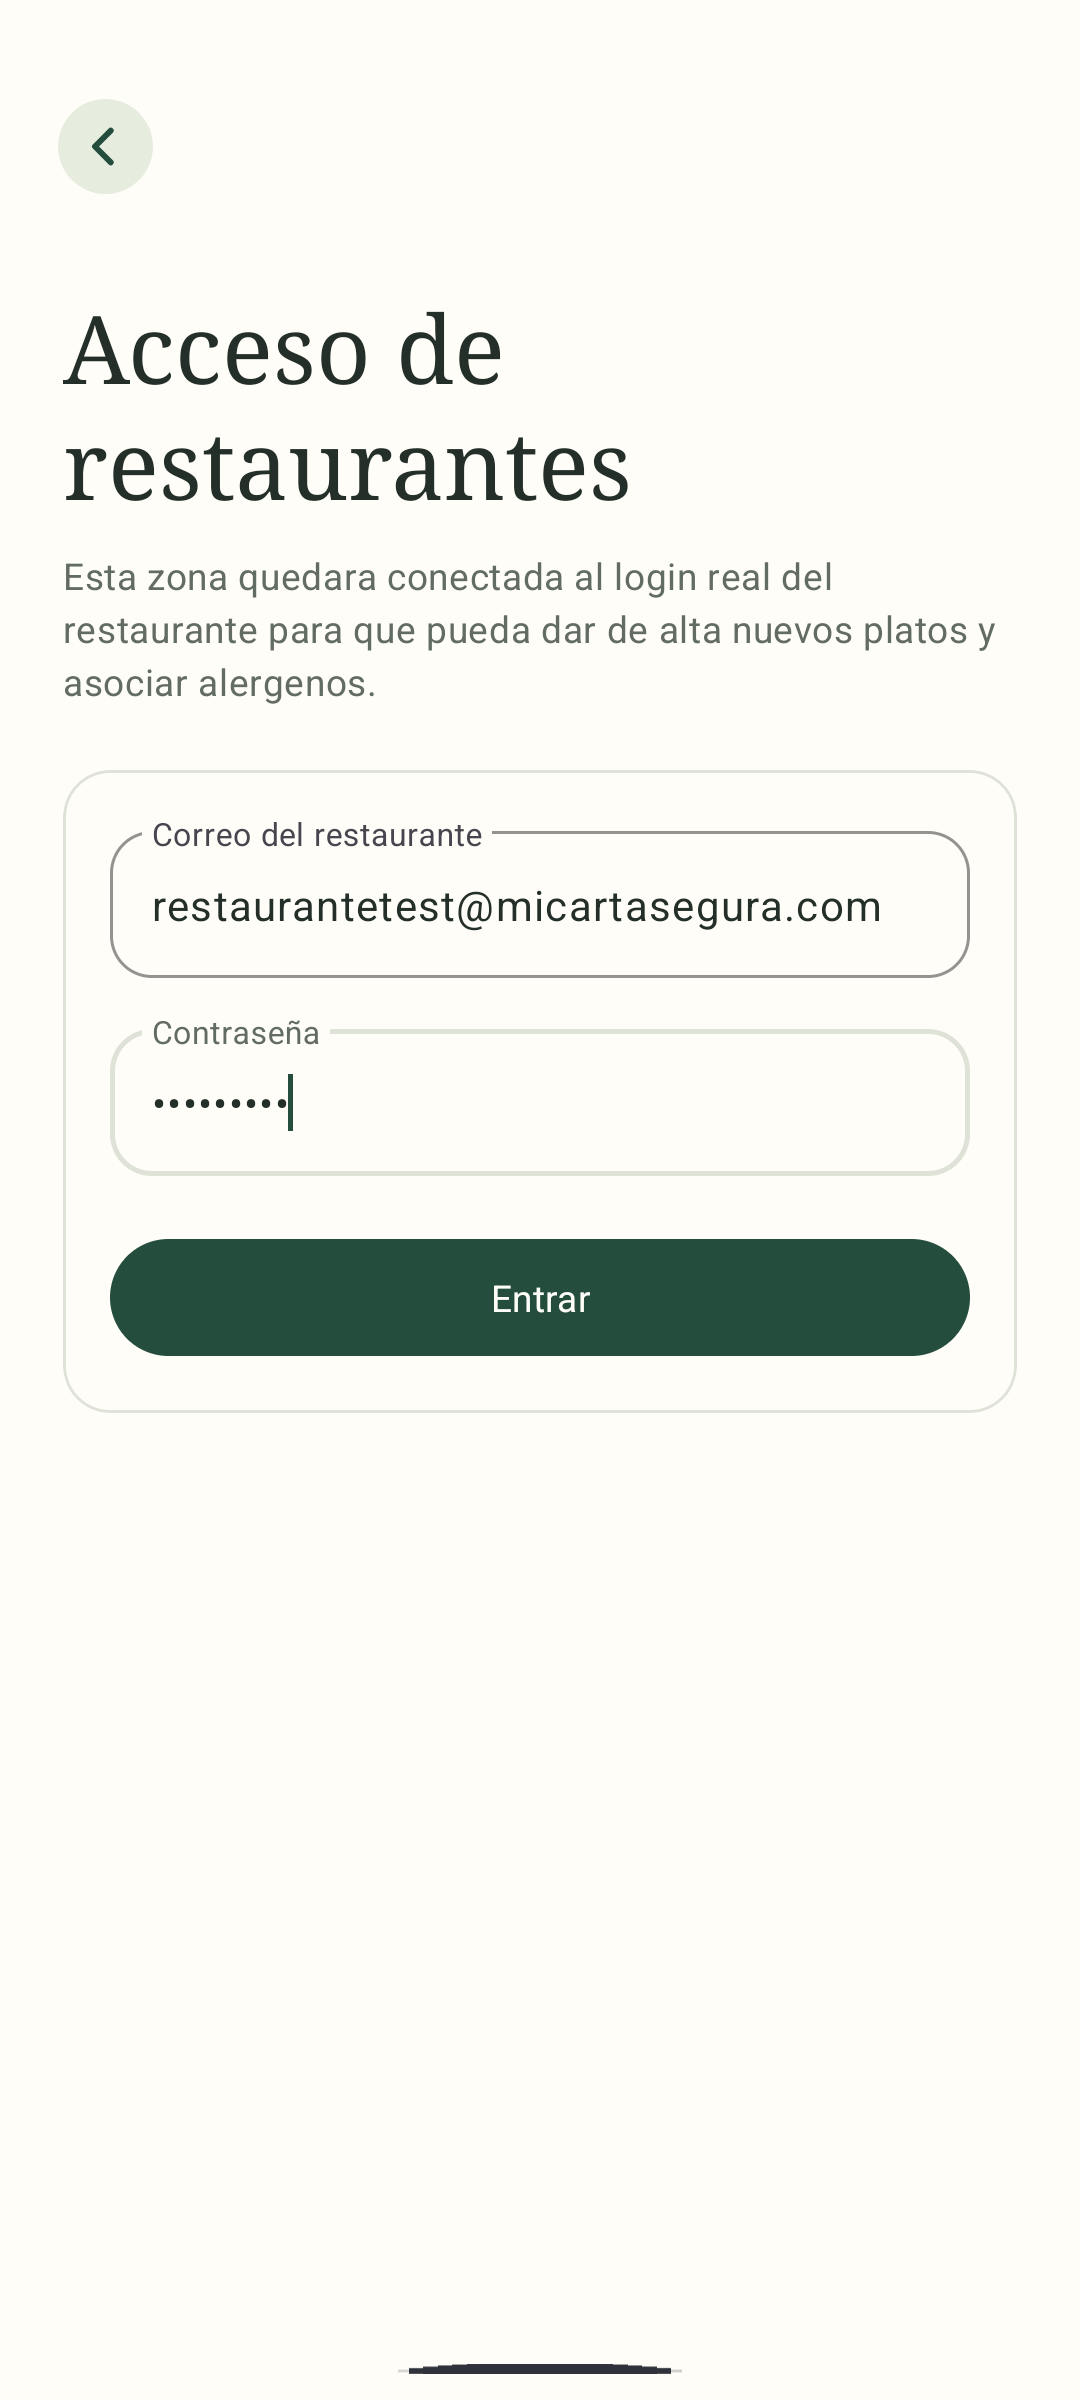 Acceso de
restaurantes
Esta zona quedara conectada al login real del
restaurante para que pueda dar de alta nuevos platos y
asociar alergenos.
Correo del restaurante
restaurantetest@micartasegura.com
Contraseña
•••••••••
Entrar